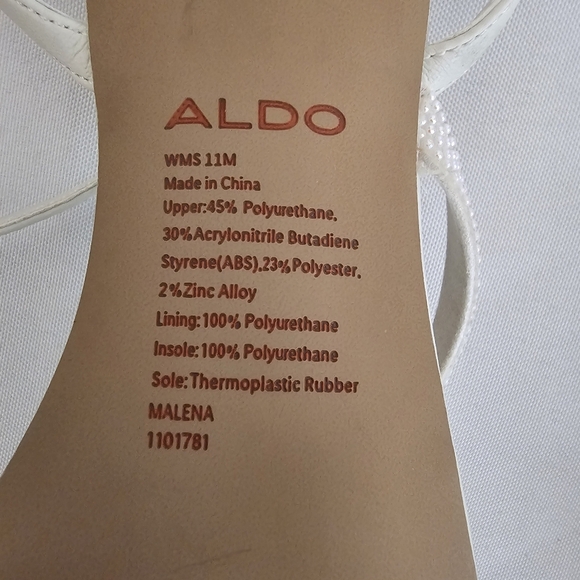 ALDO
WMS 11M
Made in China
Upper:45% Polyurethane,
30%Acrylonitrile Butadiene
Styrene(ABS),23%Polyester,
2%Zinc Alloy
Lining:100% Polyurethane
Insole:100% Polyurethane
Sole:Thermoplastic Rubber
MALENA
1101781